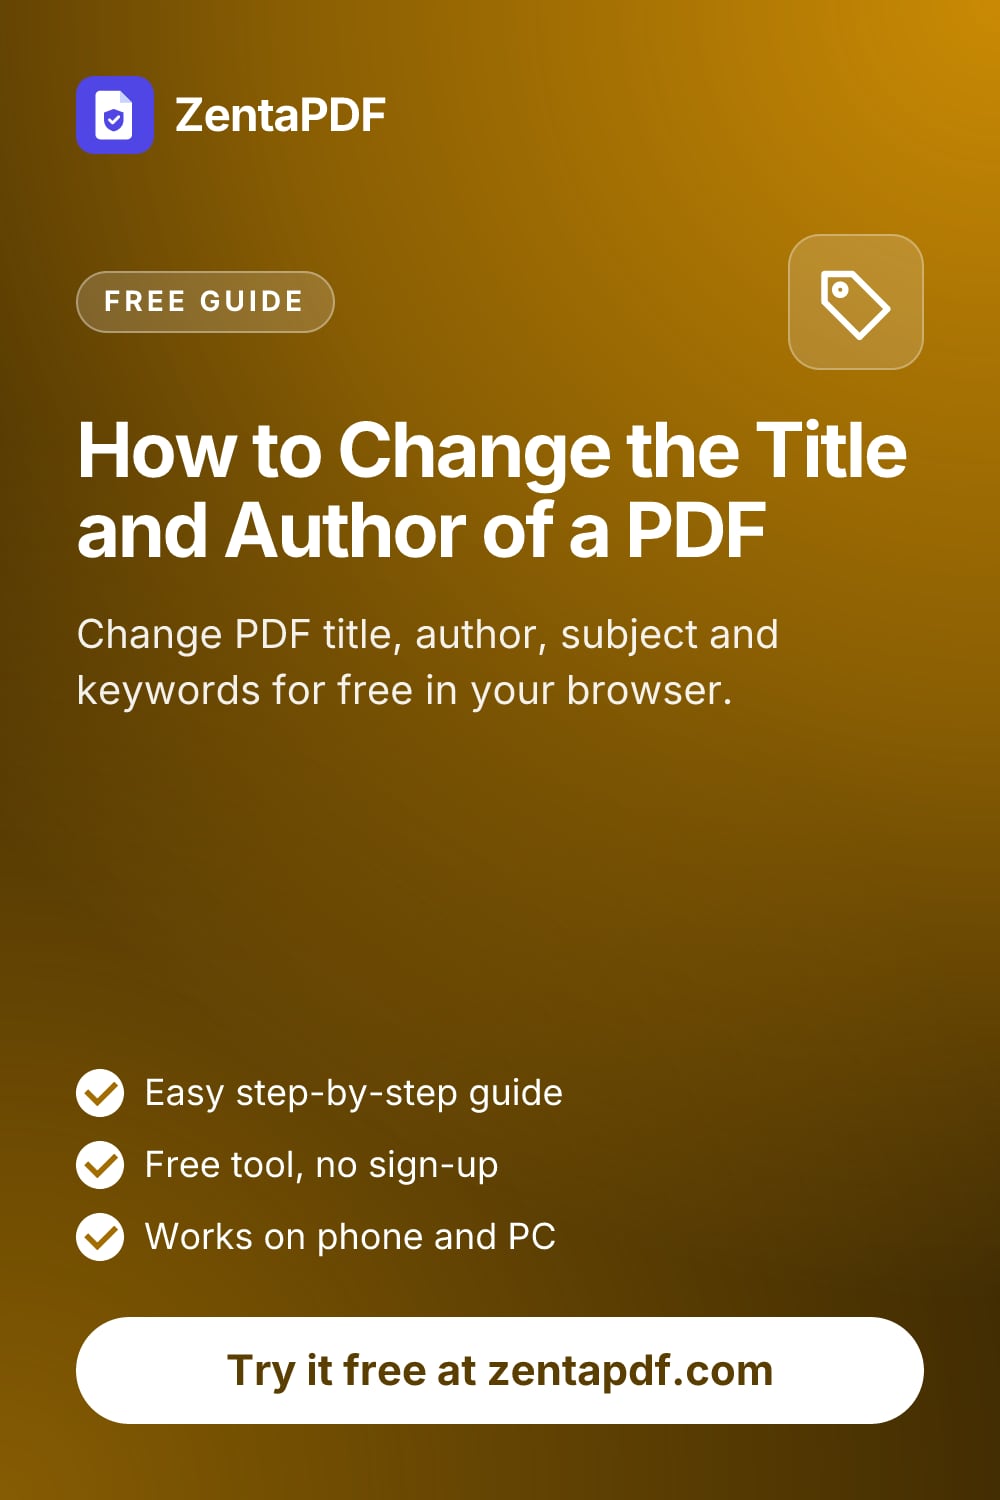 ZentaPDF
FREE GUIDE
How to Change the Title
and Author of a PDF
Change PDF title, author, subject and
keywords for free in your browser.
Easy step-by-step guide
Free tool, no sign-up
Works on phone and PC
Try it free at zentapdf.com